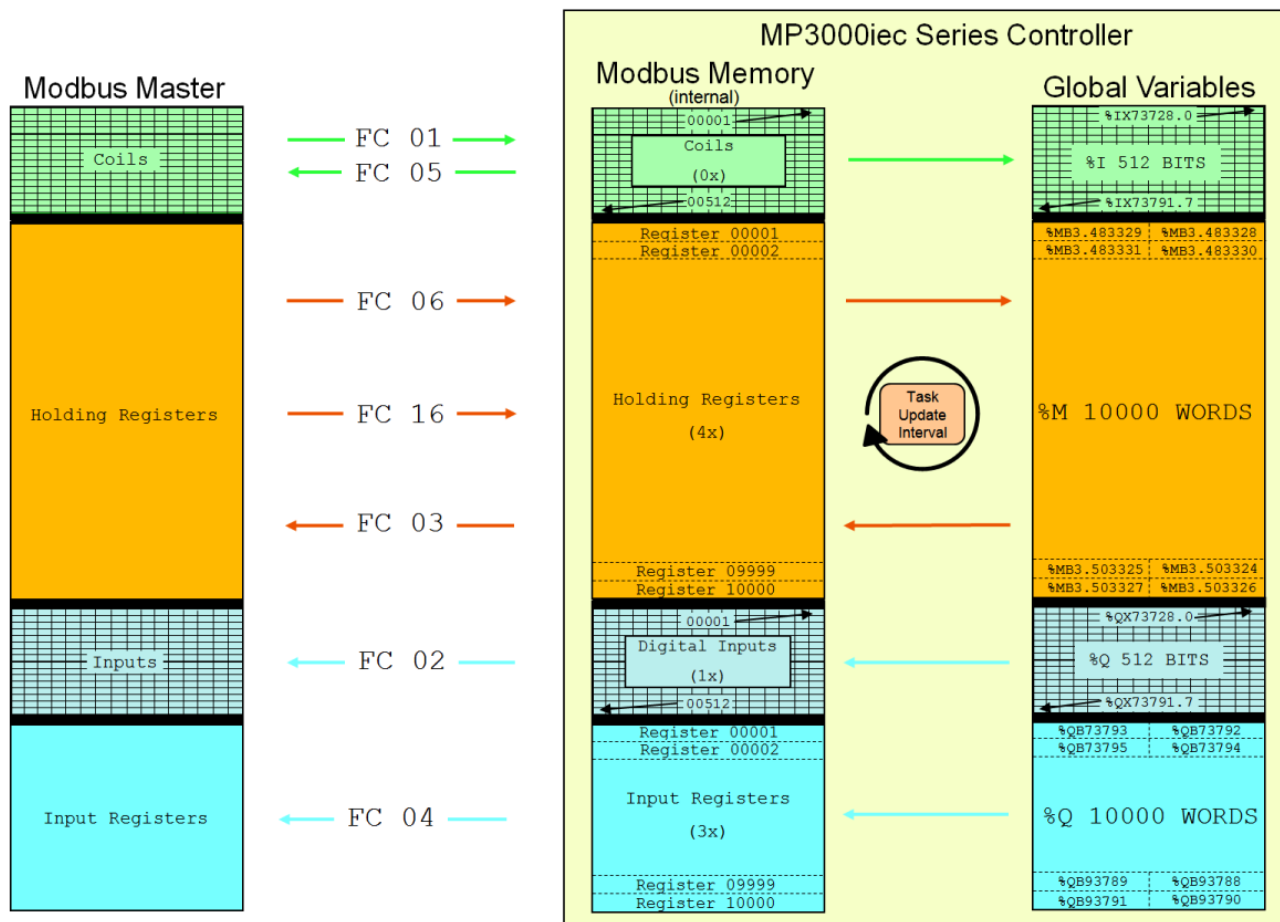 MP3000iec Series Controller
Modbus Master
Modbus Memory
(internal)
Global Variables
Coils
FC 01
FC 05
00001
Coils
(0x)
00512
%IX73728.0
%I 512 BITS
%IX73791.7
Holding Registers
FC 06
FC 16
FC 03
Register 00001
Register 00002
Holding Registers
(4x)
Register 09999
Register 10000
Task
Update
Interval
%MB3.483329 %MB3.483328
%MB3.483331 %MB3.483330
%M 10000 WORDS
%MB3.503325 %MB3.503324
%MB3.503327 %MB3.503326
Inputs
FC 02
00001
Digital Inputs
(1x)
00512
%QX73728.0
%Q 512 BITS
%QX73791.7
Input Registers
FC 04
Register 00001
Register 00002
Input Registers
(3x)
Register 09999
Register 10000
%QB73793 %QB73792
%QB73795 %QB73794
%Q 10000 WORDS
%QB93789 %QB93788
%QB93791 %QB93790